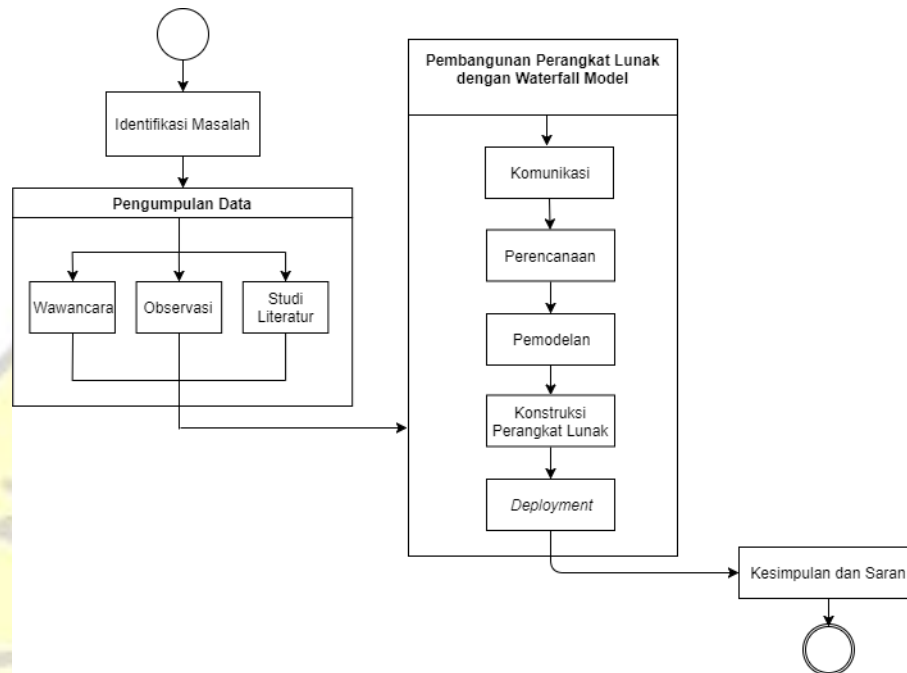 Identifikasi Masalah
Pengumpulan Data
Wawancara
Observasi
Studi
Literatur
Pembangunan Perangkat Lunak
dengan Waterfall Model
Komunikasi
Perencanaan
Pemodelan
Konstruksi
Perangkat Lunak
Deployment
Kesimpulan dan Saran